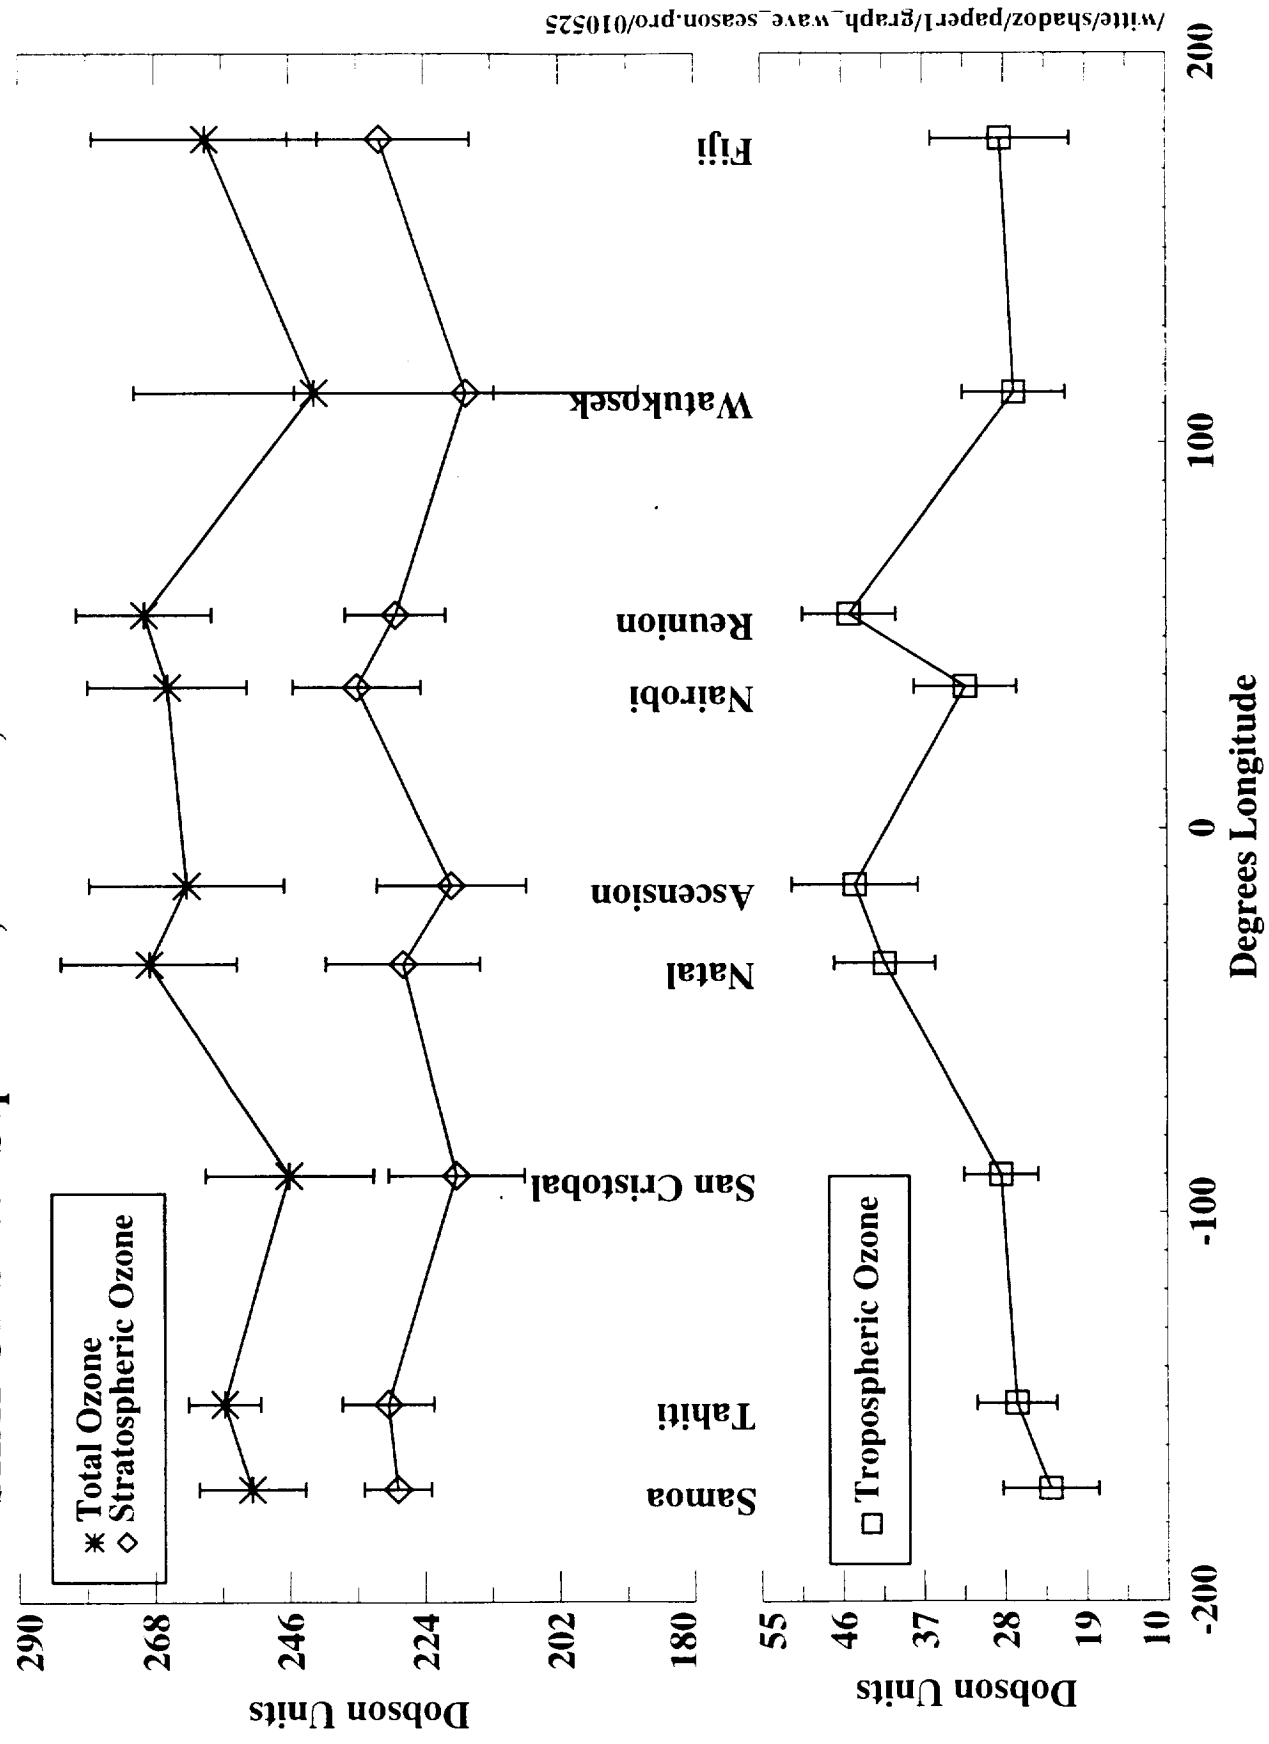 290
268
246
224
202
180
Dobson Units
✳ Total Ozone
◇ Stratospheric Ozone
Samoa
Tahiti
San Cristobal
Natal
Ascension
Nairobi
Reunion
Watukosek
Fiji
55
46
37
28
19
10
Dobson Units
□ Tropospheric Ozone
-200
-100
0
100
200
Degrees Longitude
/witte/shadoz/paper1/graph_wave_season.pro/010525